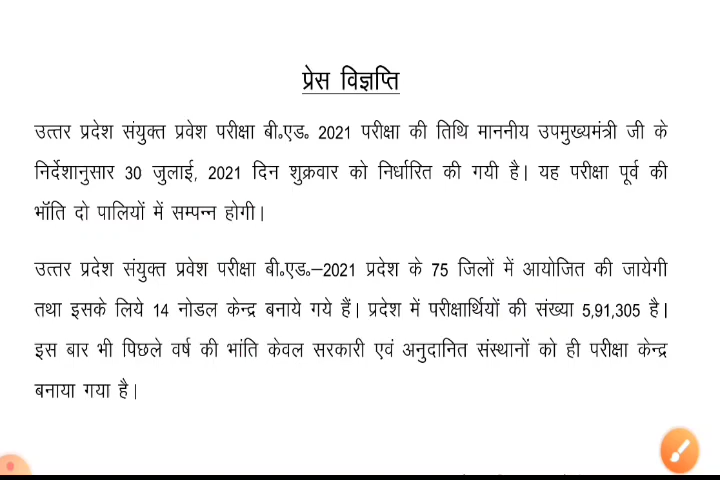 प्रेस विज्ञप्ति
उत्तर प्रदेश संयुक्त प्रवेश परीक्षा बी०एड० 2021 परीक्षा की तिथि माननीय उपमुख्यमंत्री जी के
निर्देशानुसार 30 जुलाई, 2021 दिन शुक्रवार को निर्धारित की गयी है। यह परीक्षा पूर्व की
भॉति दो पालियों में सम्पन्न होगी।
उत्तर प्रदेश संयुक्त प्रवेश परीक्षा बी०एड०–2021 प्रदेश के 75 जिलों में आयोजित की जायेगी
तथा इसके लिये 14 नोडल केन्द्र बनाये गये हैं। प्रदेश में परीक्षार्थियों की संख्या 5,91,305 है।
इस बार भी पिछले वर्ष की भांति केवल सरकारी एवं अनुदानित संस्थानों को ही परीक्षा केन्द्र
बनाया गया है।